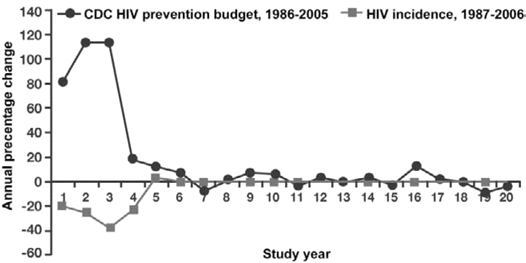 140
CDC HIV prevention budget, 1986-2005 HIV incidence, 1987-2006
120
100
80
60
40
20
0
-20
-40
-60
Annual precentage change
1 2 3 4 5 6 7 8 9 10 11 12 13 14 15 16 17 18 19 20
Study year